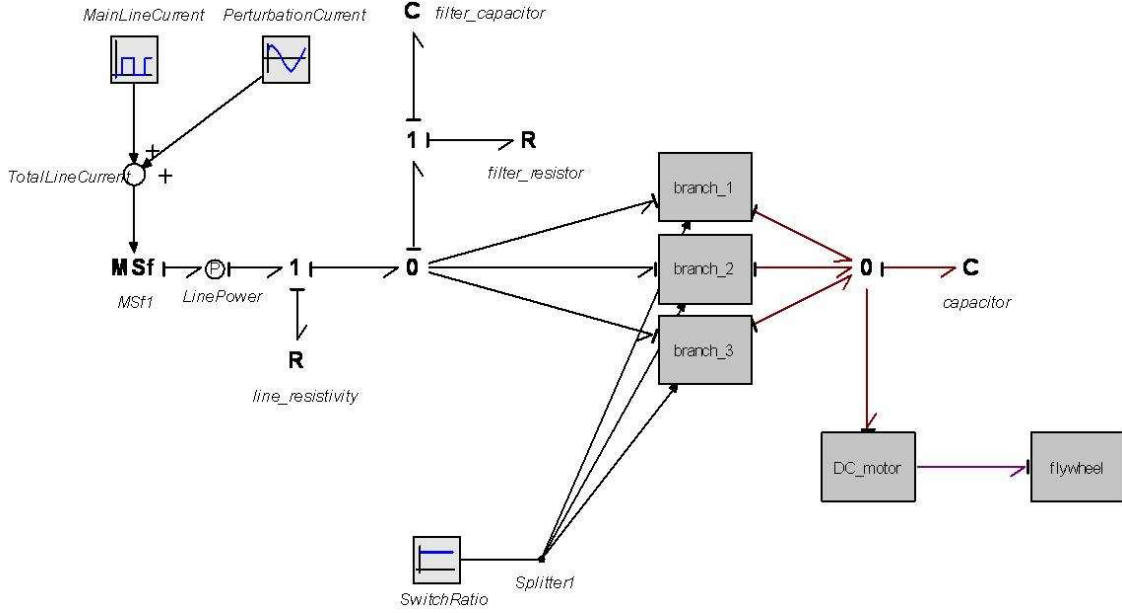 MainLineCurrent
PerturbationCurrent
C
filter_capacitor
1
R
filter_resistor
+
+
TotalLineCurrent
branch_1
MSf
P
1
0
branch_2
0
C
MSf1
LinePower
capacitor
branch_3
R
line_resistivity
DC_motor
flywheel
Splitter1
SwitchRatio